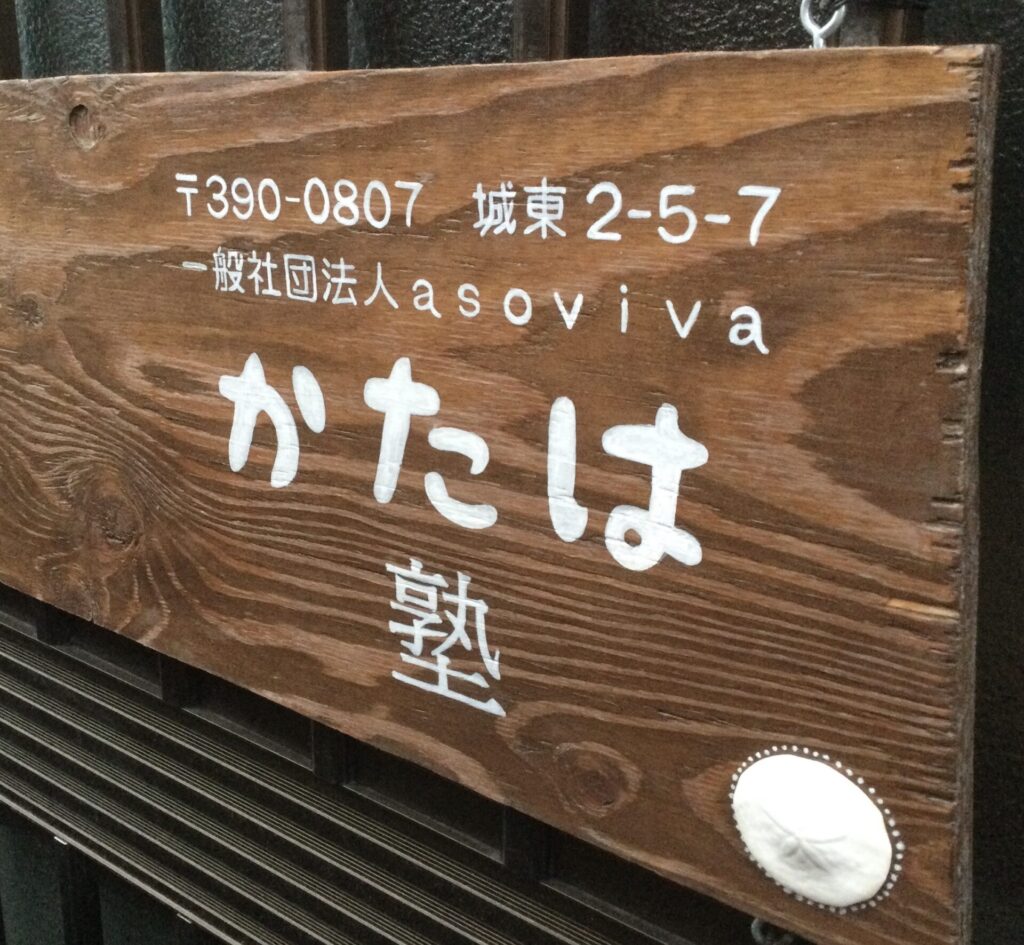 〒390-0807 城東2-5-7
一般社団法人asoviva
かたは
塾